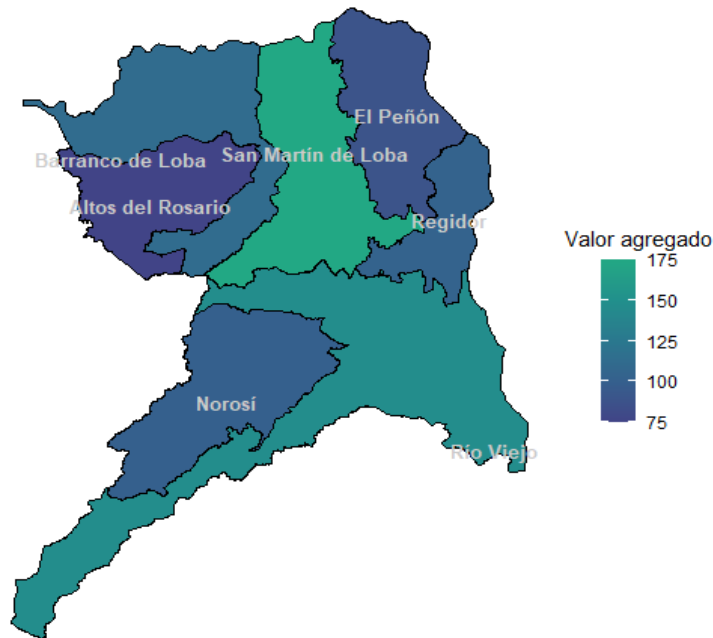 El Peñón
Barranco de Loba
San Martín de Loba
Altos del Rosario
Regidor
Norosí
Río Viejo
Valor agregado
175
150
125
100
75